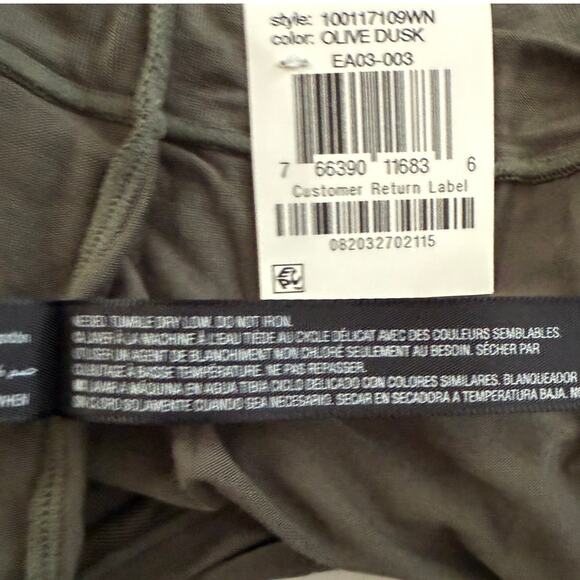 style: 100117109WN
color: OLIVE DUSK
EA03-003
7 66390 11683 6
Customer Return Label
082032702115
TUMBLE DRY LOW. DO NOT IRON.
LAVER À LA MACHINE À L'EAU TIÈDE AU CYCLE DÉLICAT AVEC DES COULEURS SEMBLABLES.
UTILISER UN AGENT DE BLANCHIMENT NON CHLORÉ SEULEMENT AU BESOIN. SÉCHER PAR
CULBUTAGE À BASSE TEMPÉRATURE. NE PAS REPASSER.
LAVAR A MÁQUINA EN AGUA TIBIA CICLO DELICADO CON COLORES SIMILARES. BLANQUEADOR
SIN CLORO SOLAMENTE CUANDO SEA NECESARIO. SECAR EN SECADORA A TEMPERATURA BAJA. NO